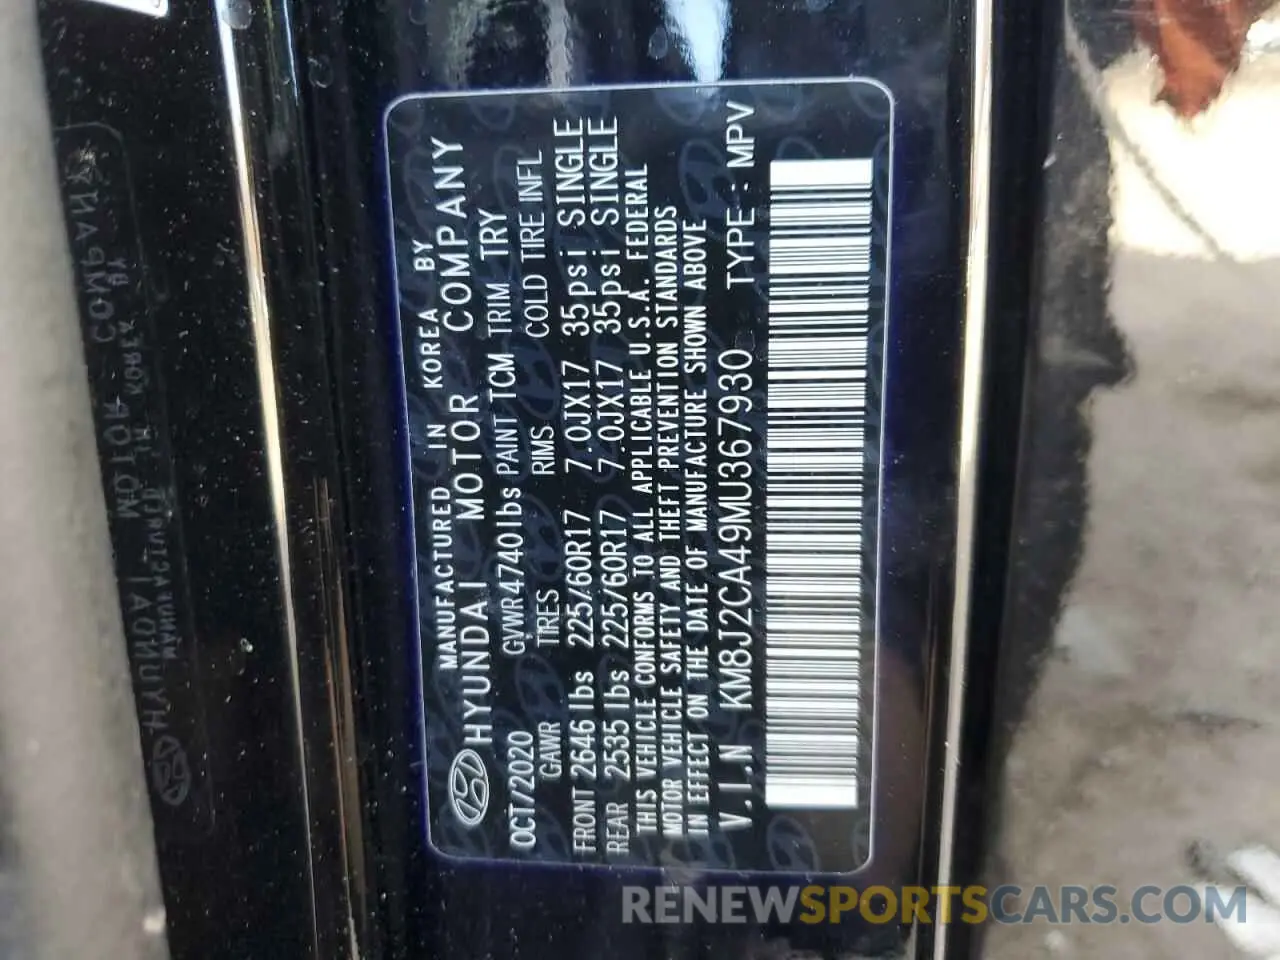 MANUFACTURED IN KOREA BY
HYUNDAI MOTOR COMPANY
OCT/2020 GVWR4740lbs PAINT TCM TRIM TRY
GAWR TIRES RIMS COLD TIRE INFL
FRONT 2646 lbs 225/60R17 7.0JX17 35psi SINGLE
REAR 2535 lbs 225/60R17 7.0JX17 35psi SINGLE
THIS VEHICLE CONFORMS TO ALL APPLICABLE U.S.A. FEDERAL
MOTOR VEHICLE SAFETY AND THEFT PREVENTION STANDARDS
IN EFFECT ON THE DATE OF MANUFACTURE SHOWN ABOVE
V.I.N KM8J2CA49MU367930 TYPE: MPV
RENEWSPORTSCARS.COM